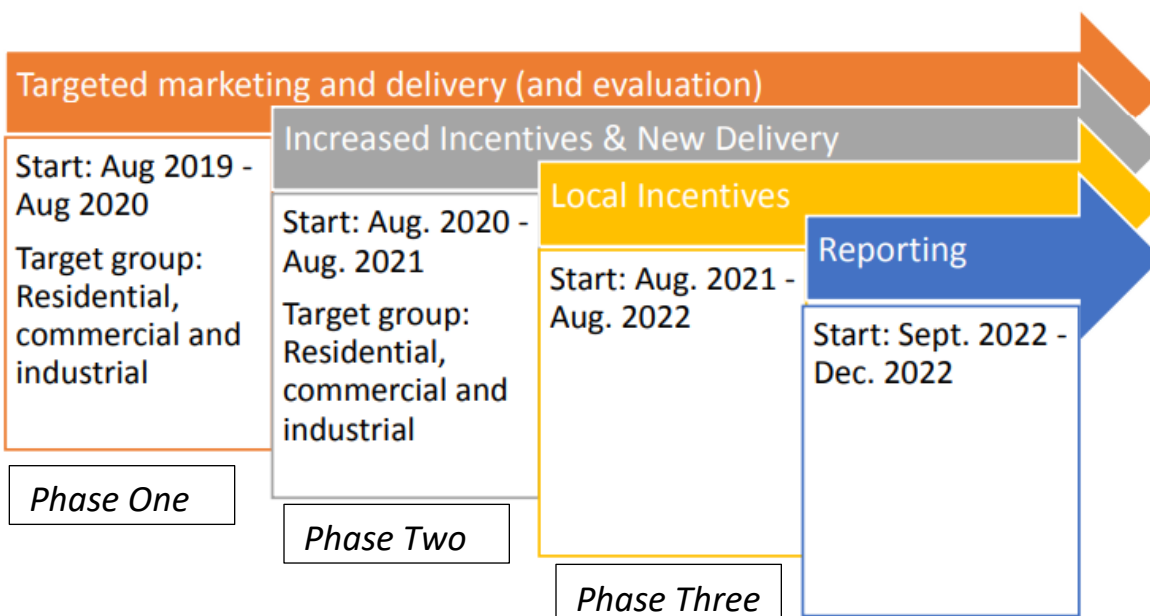 Targeted marketing and delivery (and evaluation)
Start: Aug 2019 -
Aug 2020
Target group:
Residential,
commercial and
industrial
Phase One
Increased Incentives & New Delivery
Start: Aug. 2020 -
Aug. 2021
Target group:
Residential,
commercial and
industrial
Phase Two
Local Incentives
Start: Aug. 2021 -
Aug. 2022
Phase Three
Reporting
Start: Sept. 2022 -
Dec. 2022